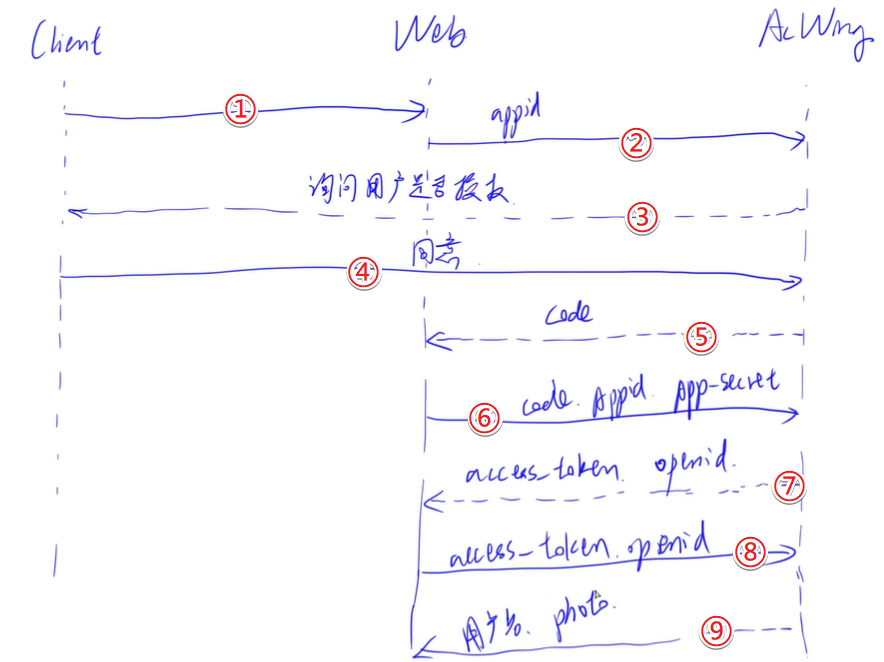 Client Web AcWing
①
appid
②
询问用户是否授权
③
同意
④
code
⑤
⑥ code. Appid. App-secret
access_token. openid.
⑦
access_token. openid ⑧
用户名. photo. ⑨